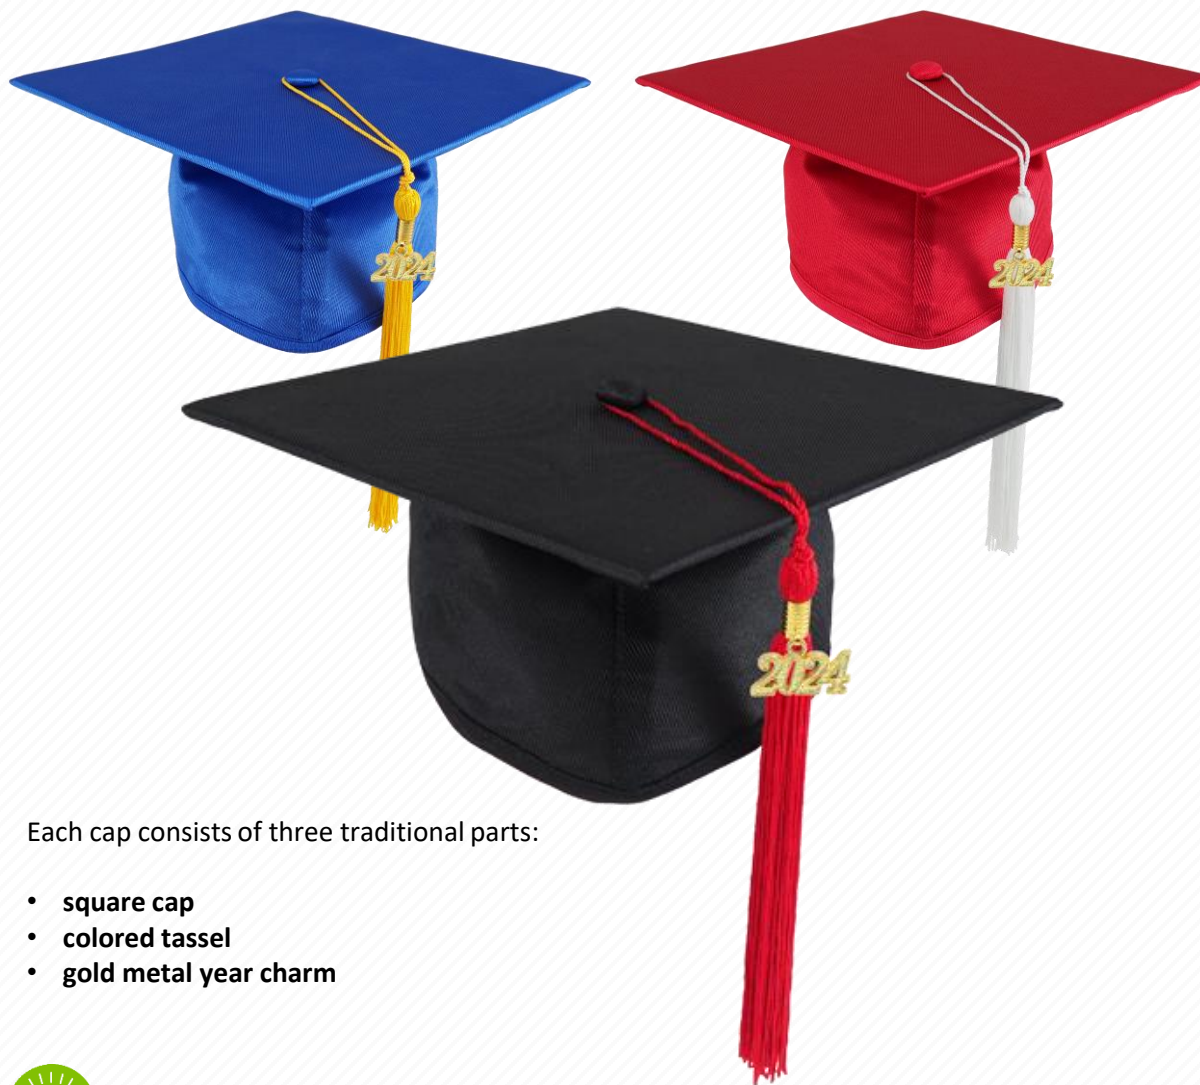 2024
2024
2024
Each cap consists of three traditional parts:
• square cap
• colored tassel
• gold metal year charm